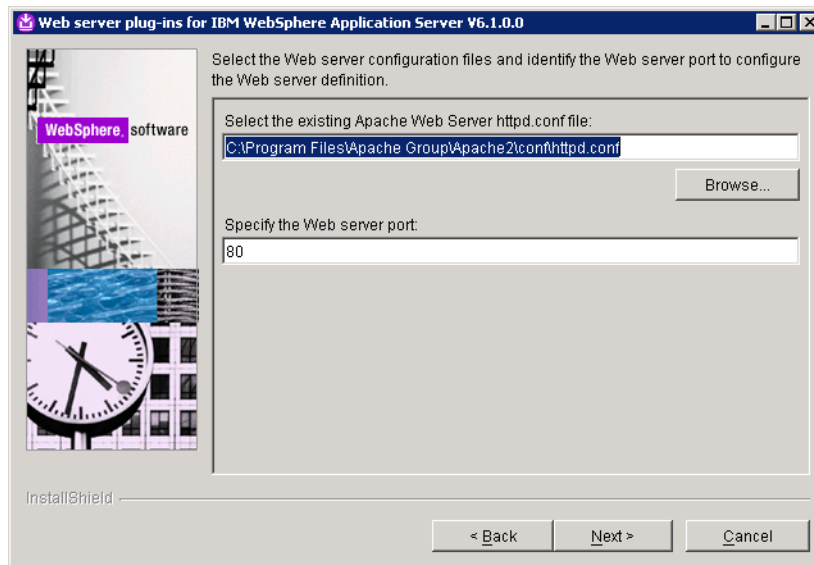 Web server plug-ins for IBM WebSphere Application Server V6.1.0.0
Select the Web server configuration files and identify the Web server port to configure
the Web server definition.
WebSphere. software
Select the existing Apache Web Server httpd.conf file:
C:\Program Files\Apache Group\Apache2\conf\httpd.conf
Browse...
Specify the Web server port:
80
InstallShield
< Back
Next >
Cancel